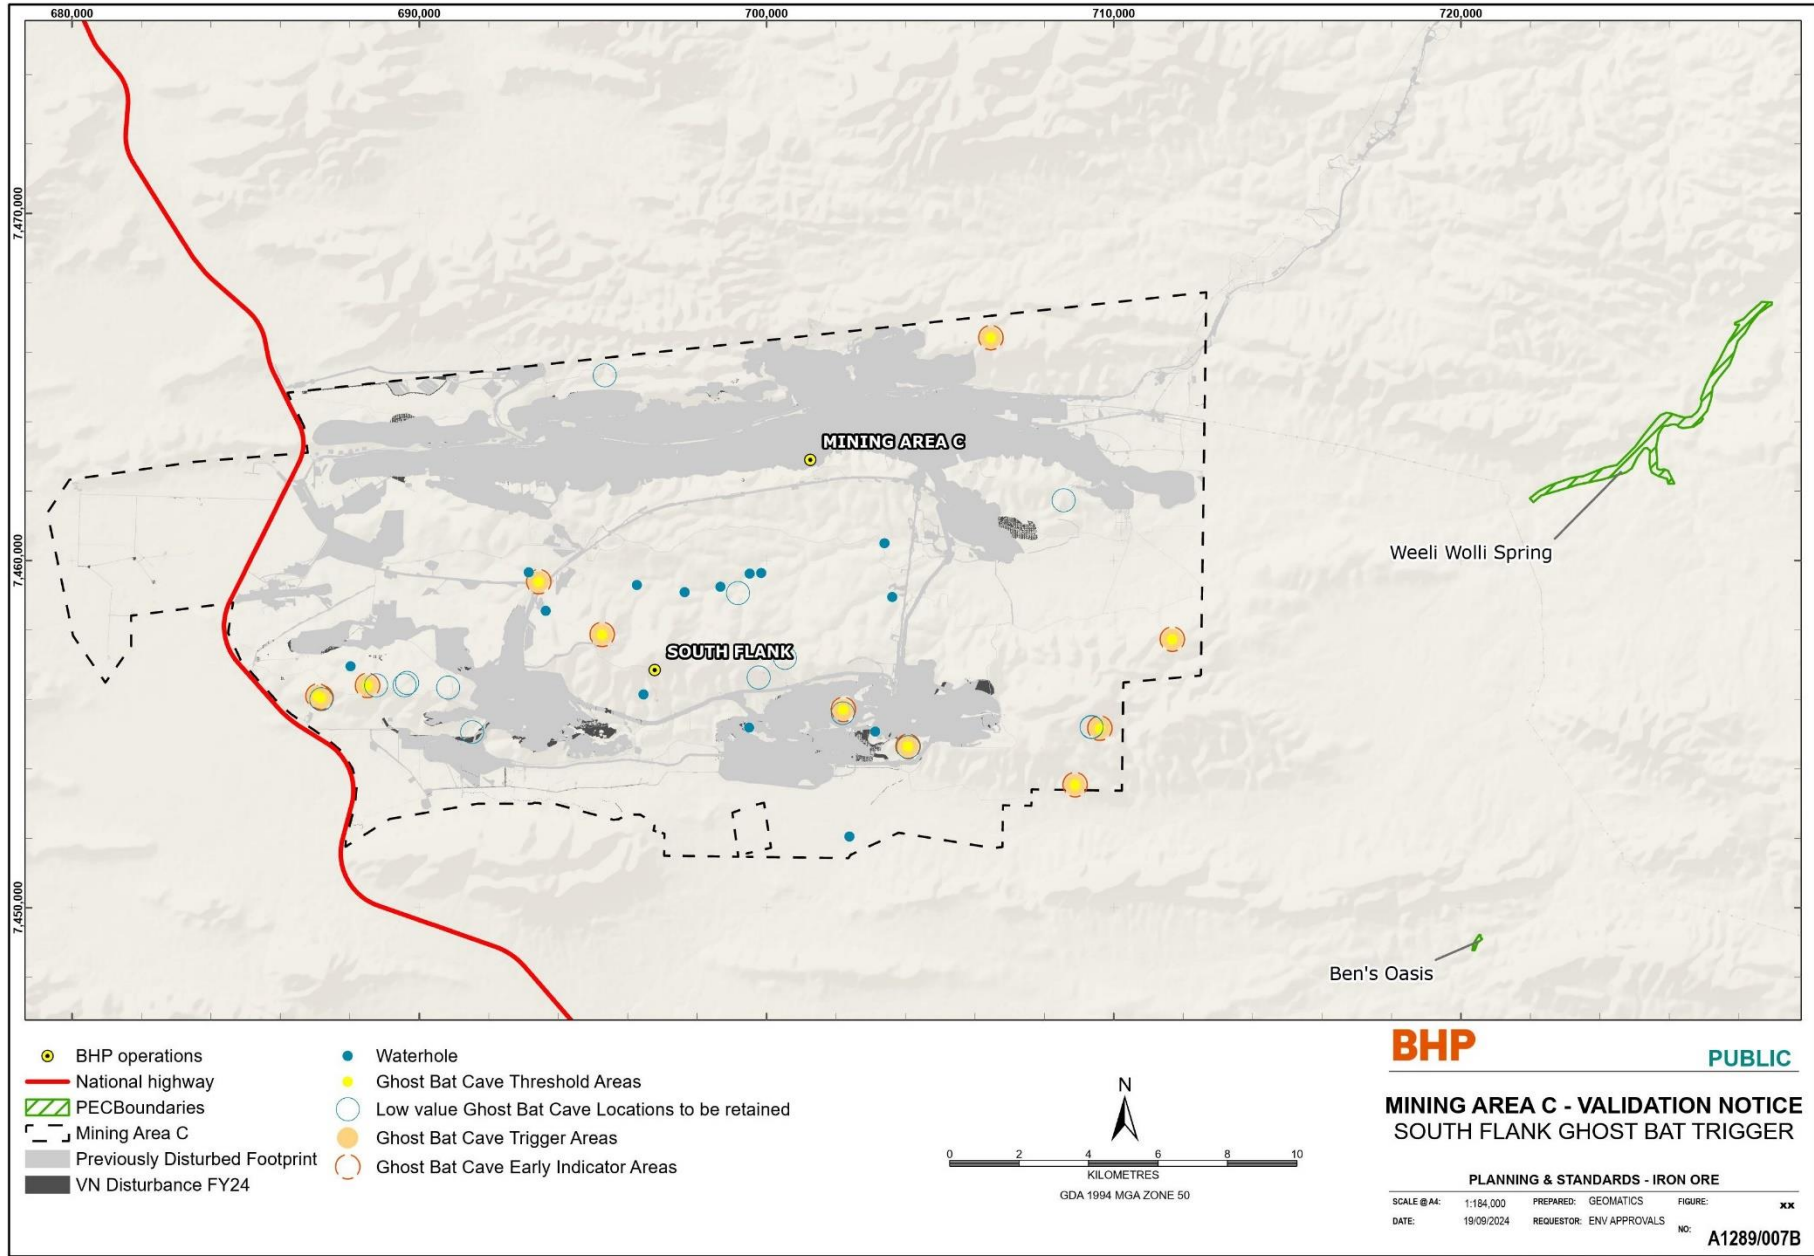 680,000
690,000
700,000
710,000
720,000
7,470,000
7,460,000
7,450,000
MINING AREA C
SOUTH FLANK
Weeli Wolli Spring
Ben's Oasis
BHP operations
National highway
PECBoundaries
Mining Area C
Previously Disturbed Footprint
VN Disturbance FY24
Waterhole
Ghost Bat Cave Threshold Areas
Low value Ghost Bat Cave Locations to be retained
Ghost Bat Cave Trigger Areas
Ghost Bat Cave Early Indicator Areas
N
0 2 4 6 8 10
KILOMETRES
GDA 1994 MGA ZONE 50
BHP
PUBLIC
MINING AREA C - VALIDATION NOTICE
SOUTH FLANK GHOST BAT TRIGGER
PLANNING & STANDARDS - IRON ORE
SCALE @ A4: 1:184,000 PREPARED: GEOMATICS FIGURE: xx
DATE: 19/09/2024 REQUESTOR: ENV APPROVALS NO: A1289/007B